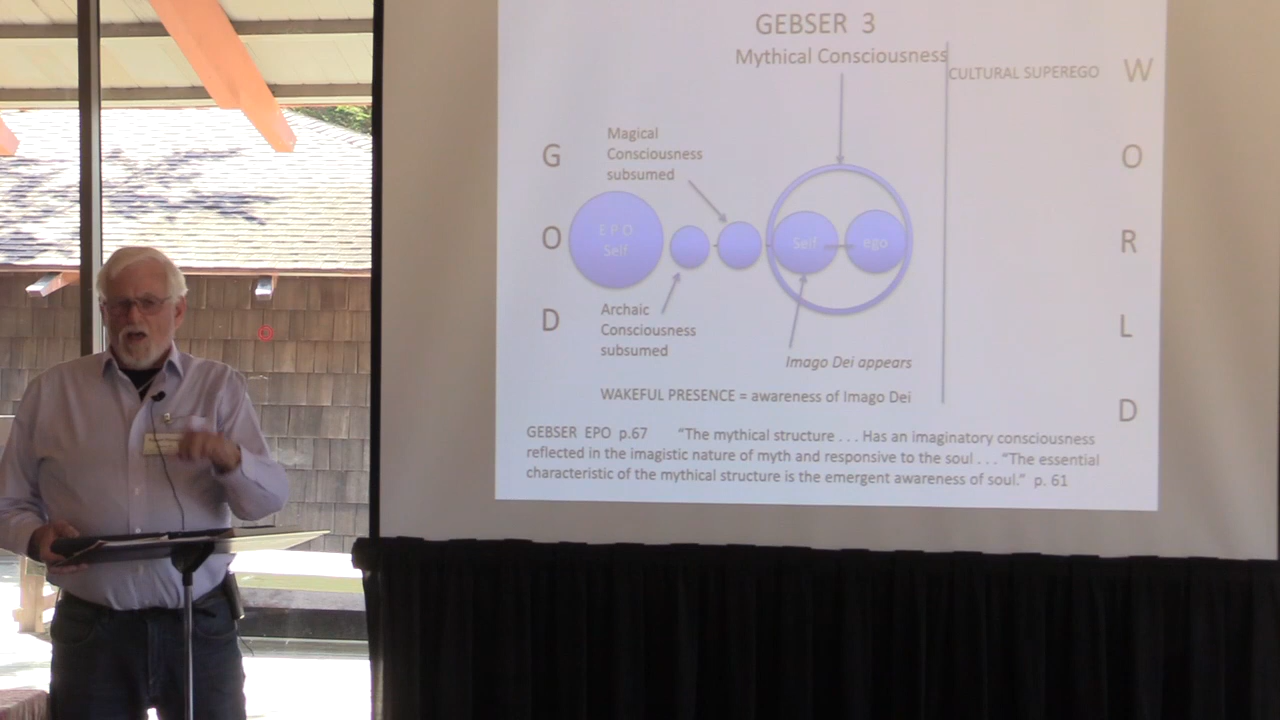 GEBSER 3
Mythical Consciousness
CULTURAL SUPEREGO
W
O
R
L
D
G
O
D
Magical
Consciousness
subsumed
E P O
Self
Self
ego
Archaic
Consciousness
subsumed
Imago Dei appears
WAKEFUL PRESENCE = awareness of Imago Dei
GEBSER EPO p.67 “The mythical structure . . . Has an imaginatory consciousness
reflected in the imagistic nature of myth and responsive to the soul . . . “The essential
characteristic of the mythical structure is the emergent awareness of soul.” p. 61